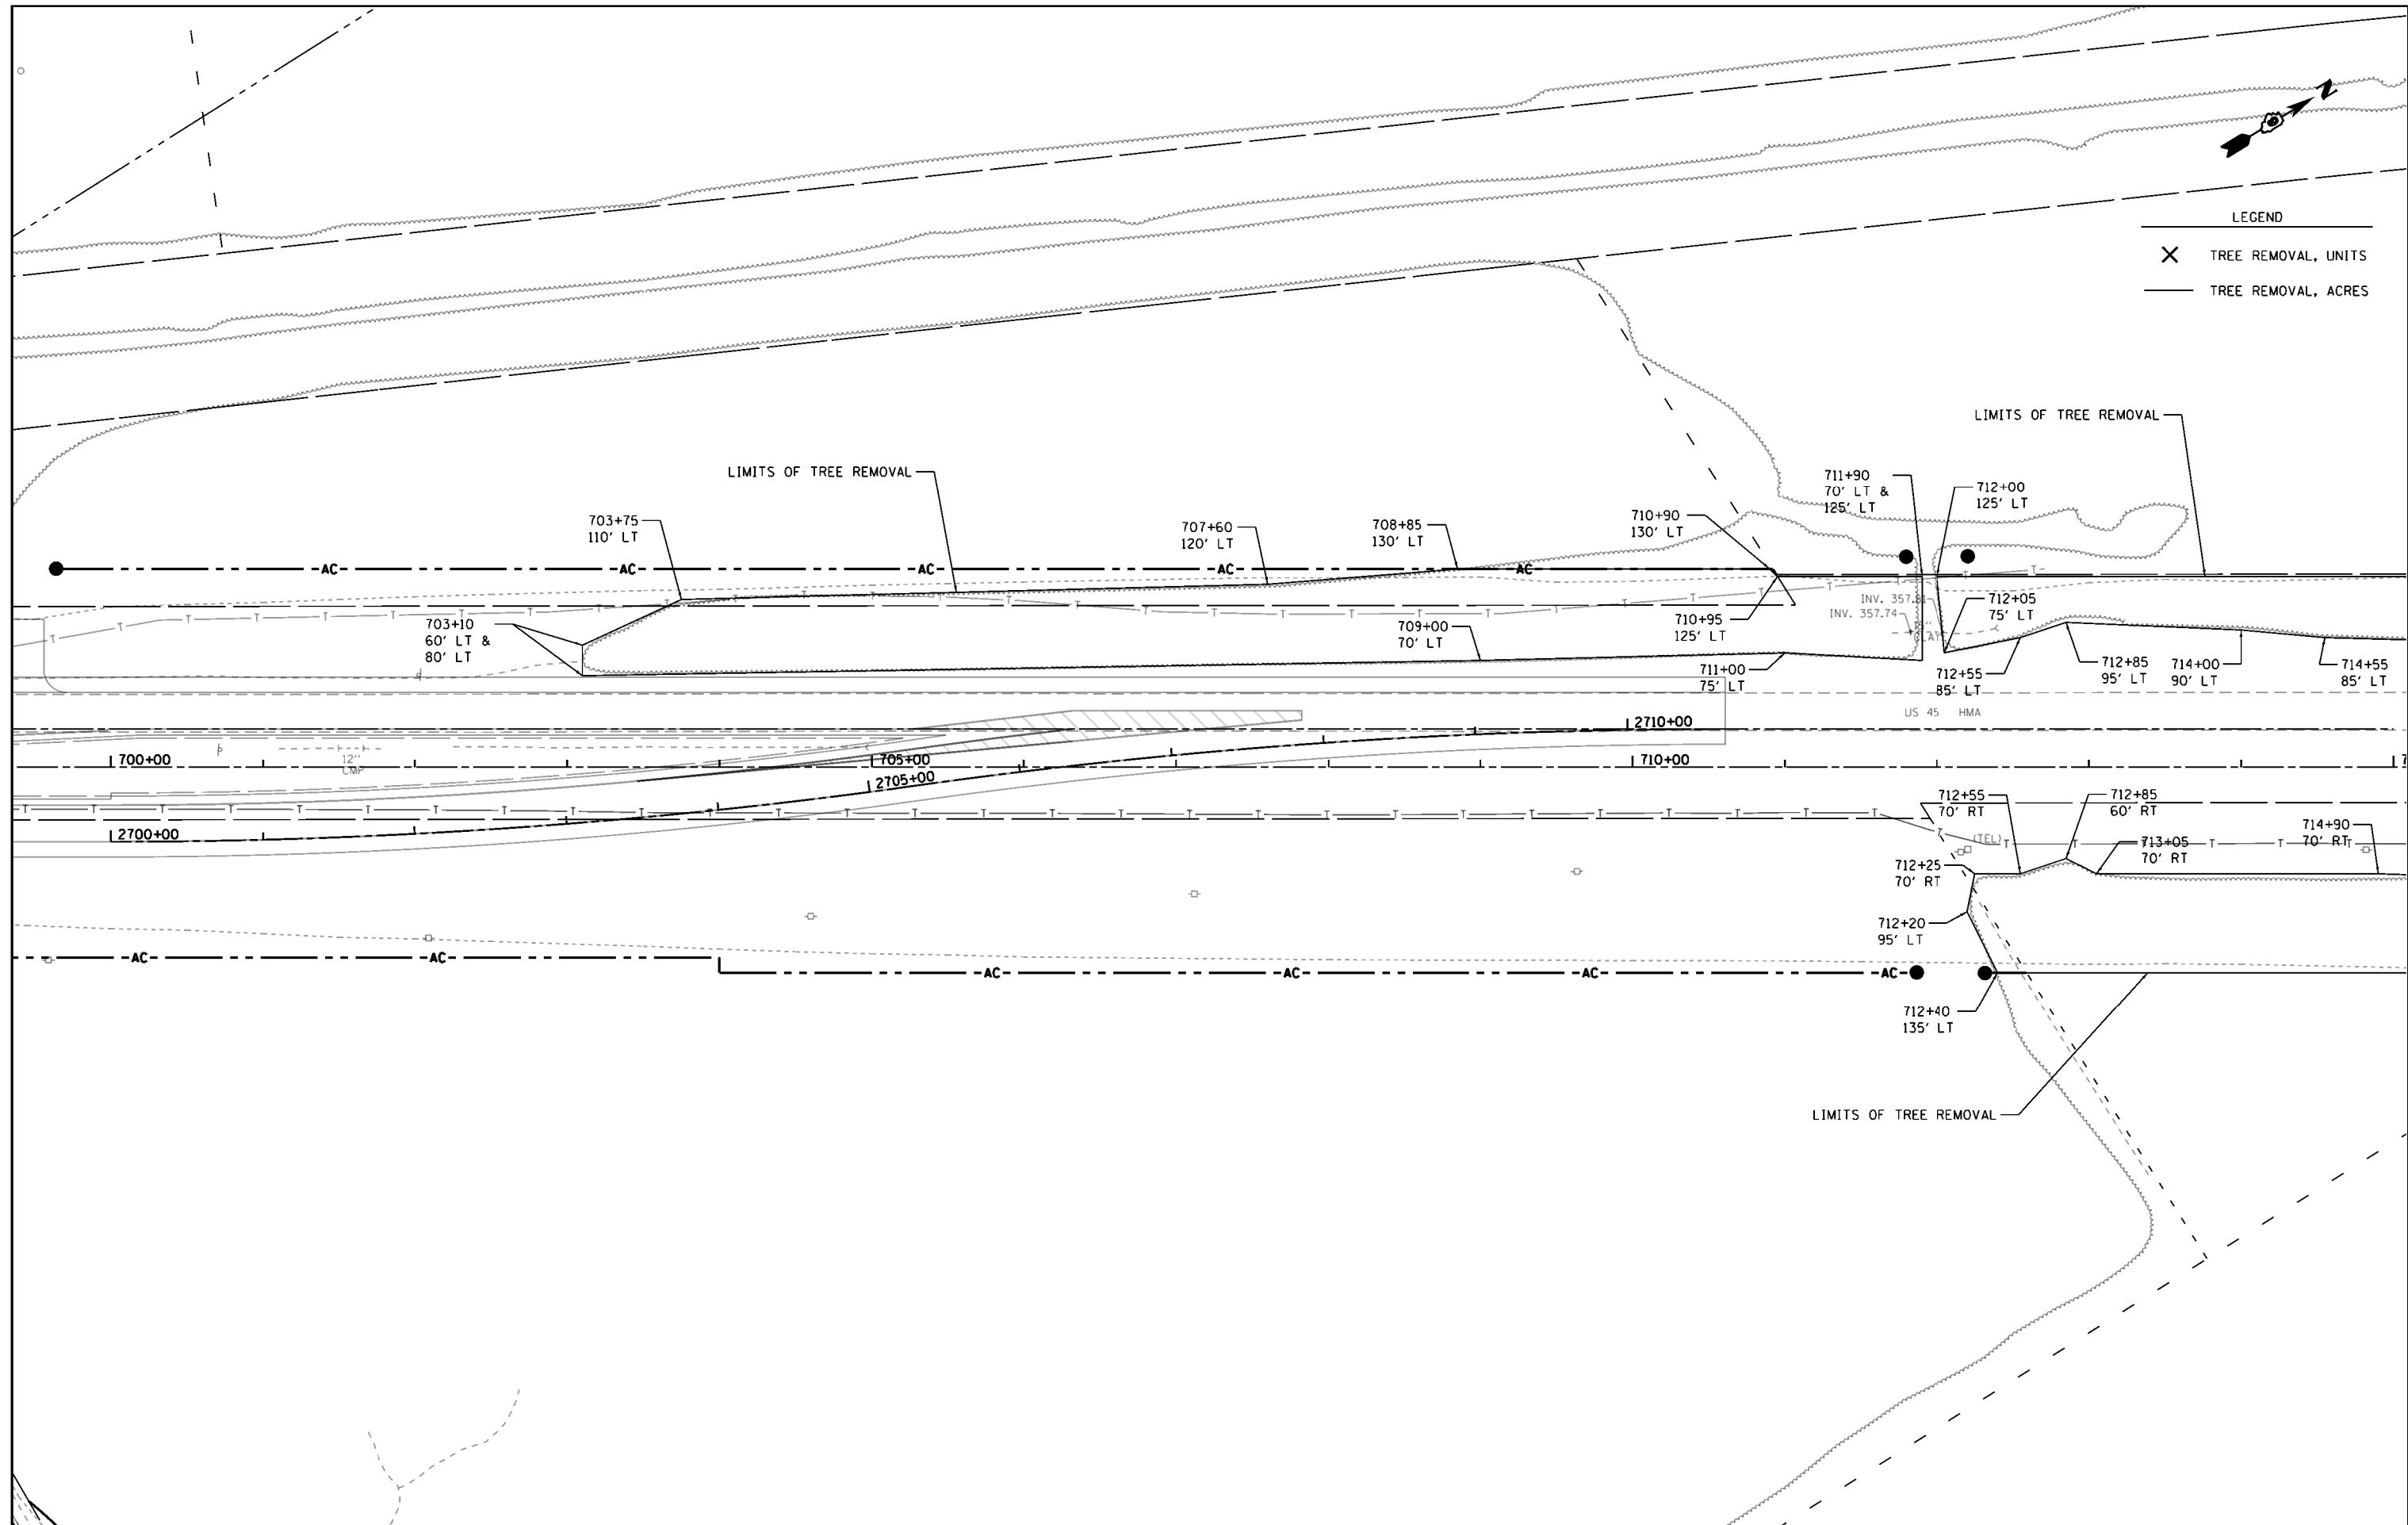 N
LEGEND
TREE REMOVAL, UNITS
TREE REMOVAL, ACRES
LIMITS OF TREE REMOVAL
LIMITS OF TREE REMOVAL
703+75
110' LT
707+60
120' LT
708+85
130' LT
710+90
130' LT
711+90
70' LT &
125' LT
712+00
125' LT
AC
AC
AC
AC
AC
T T T T T T T T T
703+10
60' LT &
80' LT
709+00
70' LT
710+95
125' LT
711+00
75' LT
INV. 357.81
INV. 357.74
712+05
75' LT
712+55
85' LT
712+85
95' LT
714+00
90' LT
714+55
85' LT
US 45 HMA
2710+00
700+00
705+00
710+00
12"
CMP
2705+00
2700+00
T T T T T T T T T
712+55
70' RT
712+85
60' RT
(TEL)
713+05
70' RT
714+90
70' RT
712+25
70' RT
712+20
95' LT
AC
AC
AC
AC
AC
AC
712+40
135' LT
LIMITS OF TREE REMOVAL